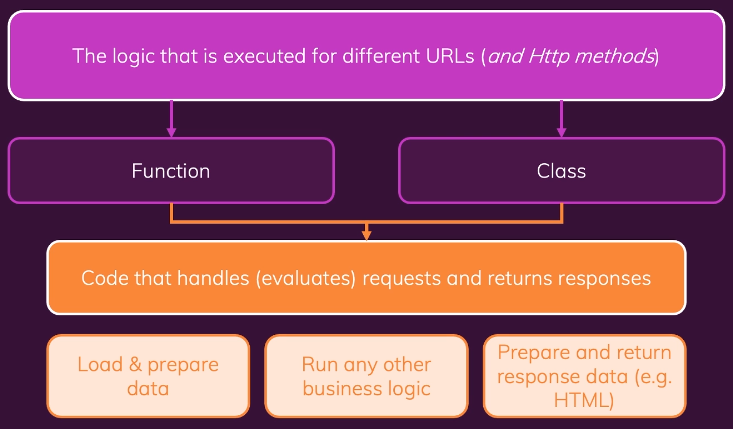 The logic that is executed for different URLs (and Http methods)
Function
Class
Code that handles (evaluates) requests and returns responses
Load & prepare
data
Run any other
business logic
Prepare and return
response data (e.g.
HTML)